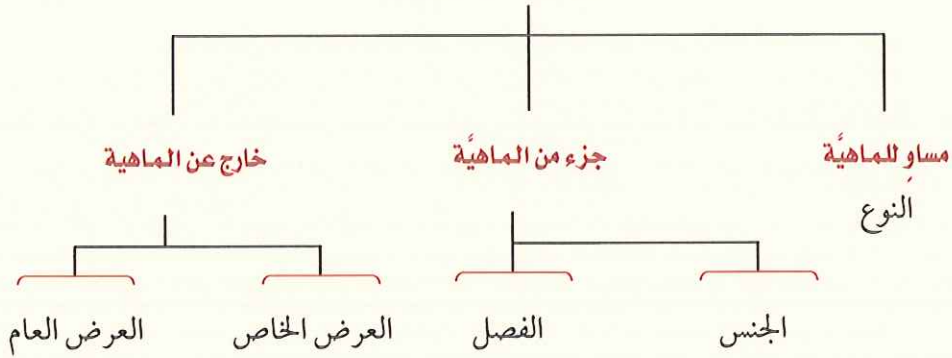 مساوٍ للماهيَّة
النوع
جزء من الماهيَّة
خارج عن الماهية
الجنس
الفصل
العرض الخاص
العرض العام